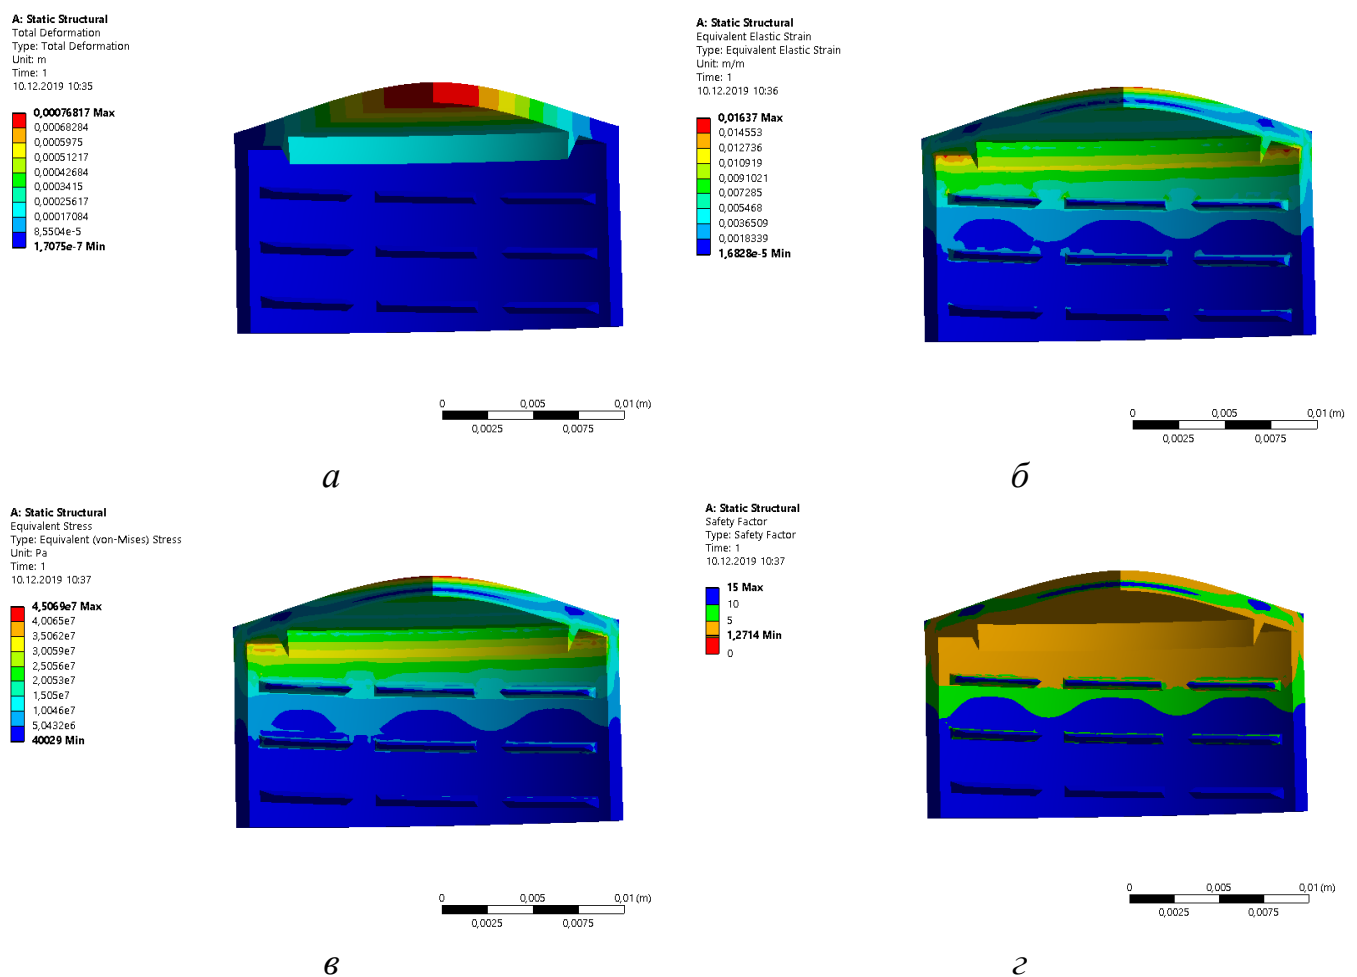 A: Static Structural
Total Deformation
Type: Total Deformation
Unit: m
Time: 1
10.12.2019 10:35
0,00076817 Max
0,00068284
0,0005975
0,00051217
0,00042684
0,0003415
0,00025617
0,00017084
8,5504e-5
1,7075e-7 Min
0 0,005 0,01 (m)
0,0025 0,0075
а
A: Static Structural
Equivalent Elastic Strain
Type: Equivalent Elastic Strain
Unit: m/m
Time: 1
10.12.2019 10:36
0,01637 Max
0,014553
0,012736
0,010919
0,0091021
0,007285
0,005468
0,0036509
0,0018339
1,6828e-5 Min
0 0,005 0,01 (m)
0,0025 0,0075
б
A: Static Structural
Equivalent Stress
Type: Equivalent (von-Mises) Stress
Unit: Pa
Time: 1
10.12.2019 10:37
4,5069e7 Max
4,0065e7
3,5062e7
3,0059e7
2,5056e7
2,0053e7
1,505e7
1,0046e7
5,0432e6
40029 Min
0 0,005 0,01 (m)
0,0025 0,0075
в
A: Static Structural
Safety Factor
Type: Safety Factor
Time: 1
10.12.2019 10:37
15 Max
10
5
1,2714 Min
0
0 0,005 0,01 (m)
0,0025 0,0075
г